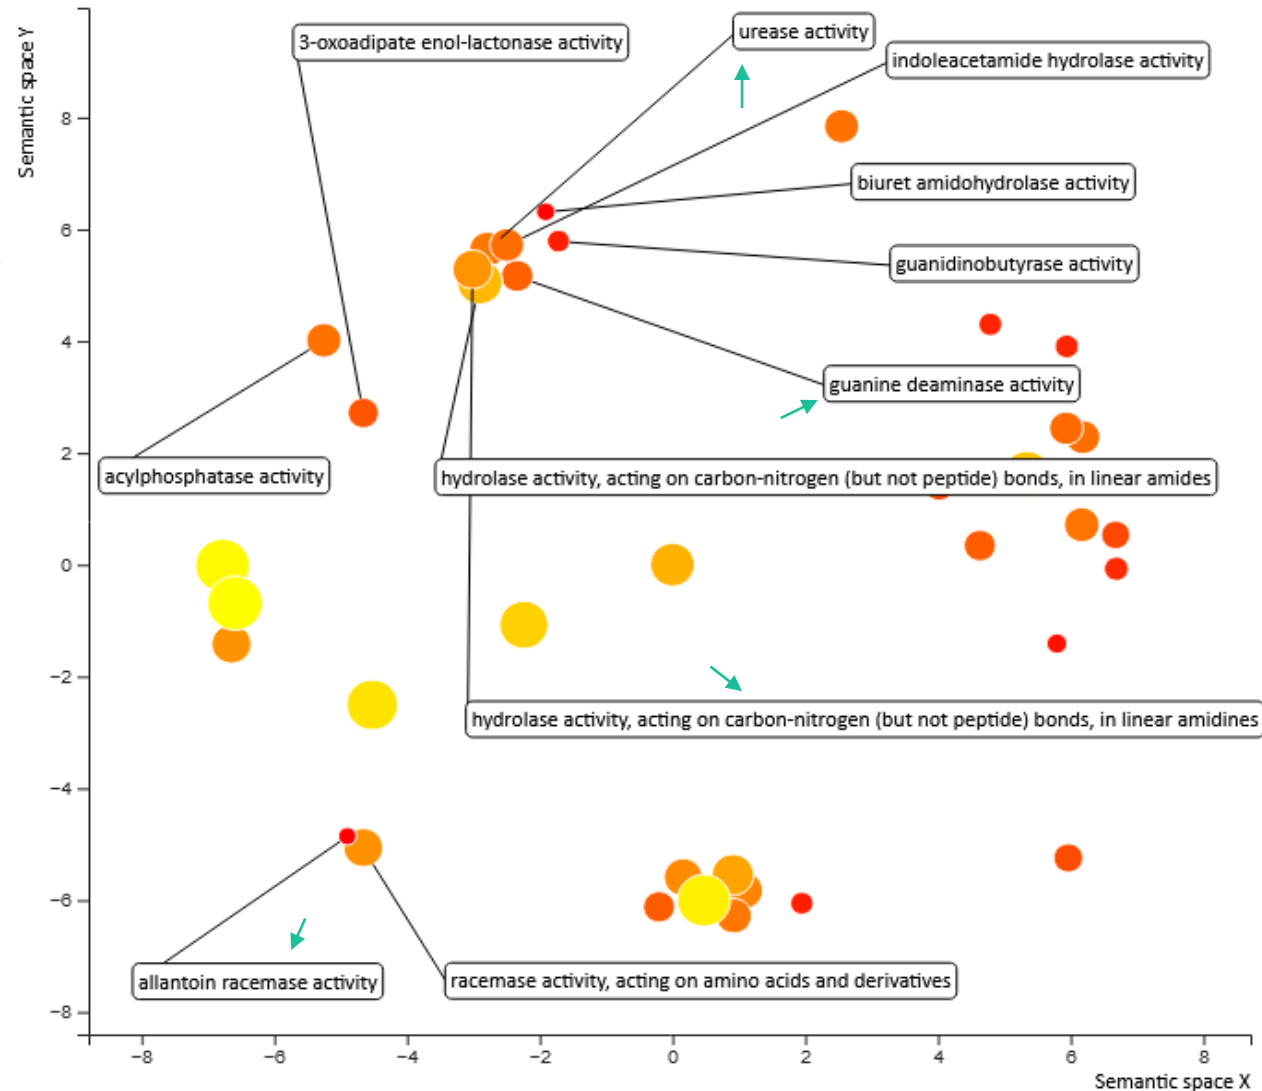 Semantic space Y
3-oxoadipate enol-lactonase activity
urease activity
indoleacetamide hydrolase activity
8
biuret amidohydrolase activity
6
guanidinobutyrase activity
4
guanine deaminase activity
2
acylphosphatase activity
hydrolase activity, acting on carbon-nitrogen (but not peptide) bonds, in linear amides
0
−2
hydrolase activity, acting on carbon-nitrogen (but not peptide) bonds, in linear amidines
−4
−6
allantoin racemase activity
racemase activity, acting on amino acids and derivatives
−8
−8 −6 −4 −2 0 2 4 6 8
Semantic space X